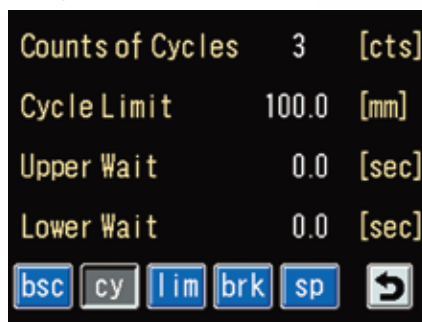 Counts of Cycles 3 [cts]
Cycle Limit 100.0 [mm]
Upper Wait 0.0 [sec]
Lower Wait 0.0 [sec]
bsc cy lim brk sp